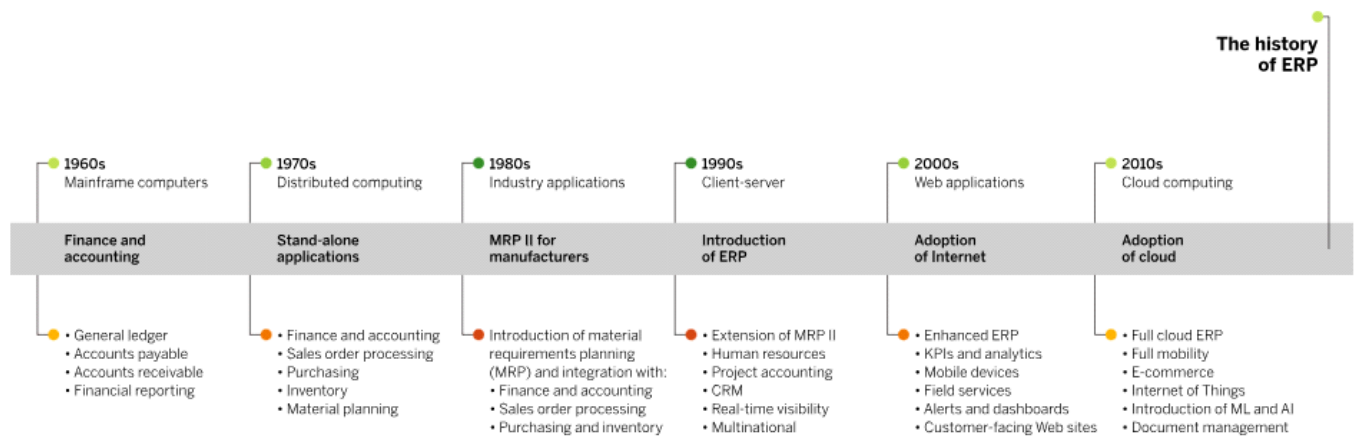 The history
of ERP
1960s
Mainframe computers
Finance and
accounting
• General ledger
• Accounts payable
• Accounts receivable
• Financial reporting
1970s
Distributed computing
Stand-alone
applications
• Finance and accounting
• Sales order processing
• Purchasing
• Inventory
• Material planning
1980s
Industry applications
MRP II for
manufacturers
Introduction of material
requirements planning
(MRP) and integration with:
• Finance and accounting
• Sales order processing
• Purchasing and inventory
1990s
Client-server
Introduction
of ERP
• Extension of MRP II
• Human resources
• Project accounting
• CRM
• Real-time visibility
• Multinational
2000s
Web applications
Adoption
of Internet
• Enhanced ERP
• KPIs and analytics
• Mobile devices
• Field services
• Alerts and dashboards
• Customer-facing Web sites
2010s
Cloud computing
Adoption
of cloud
• Full cloud ERP
• Full mobility
• E-commerce
• Internet of Things
• Introduction of ML and AI
• Document management